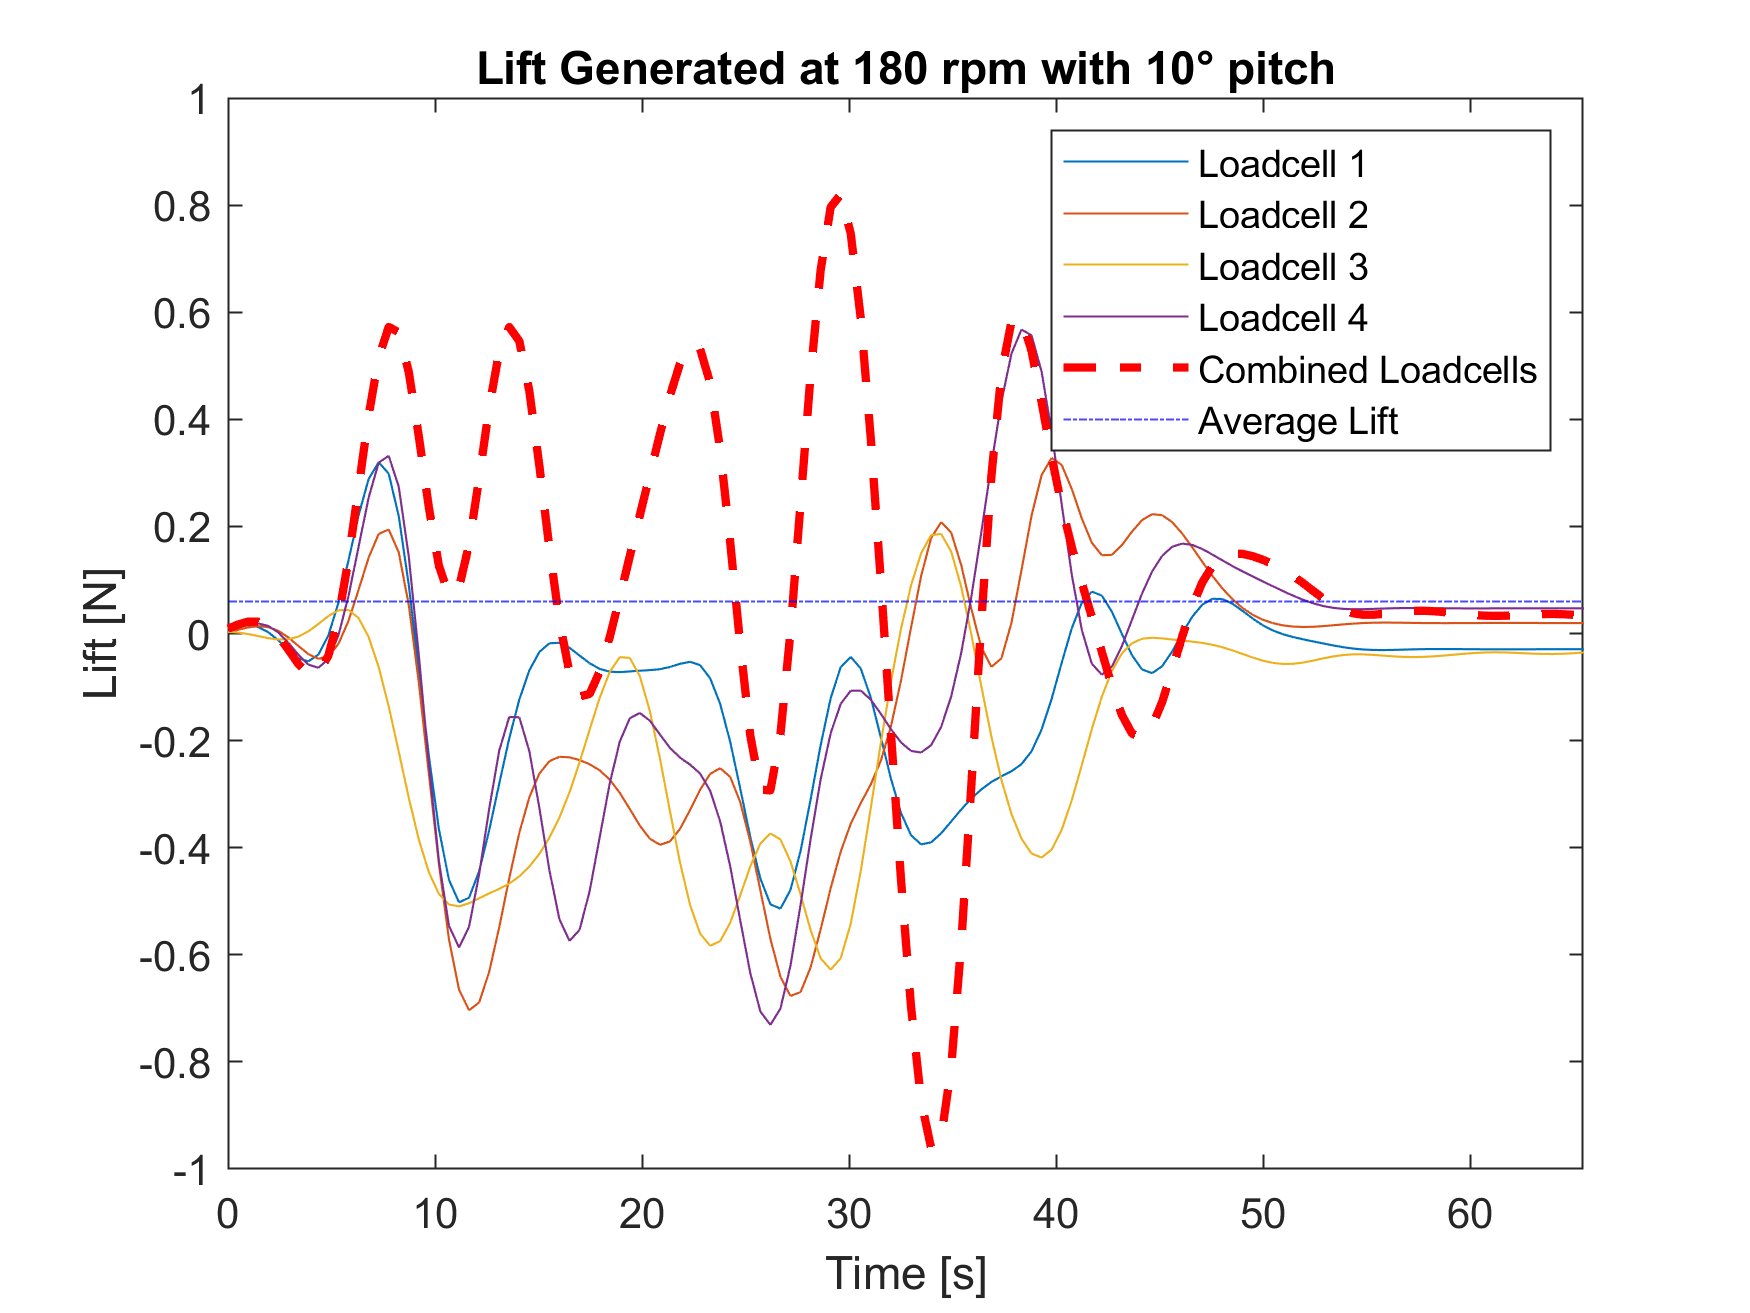 Lift Generated at 180 rpm with 10° pitch
1
0.8
0.6
0.4
0.2
0
-0.2
-0.4
-0.6
-0.8
-1
Lift [N]
Loadcell 1
Loadcell 2
Loadcell 3
Loadcell 4
Combined Loadcells
Average Lift
0 10 20 30 40 50 60
Time [s]